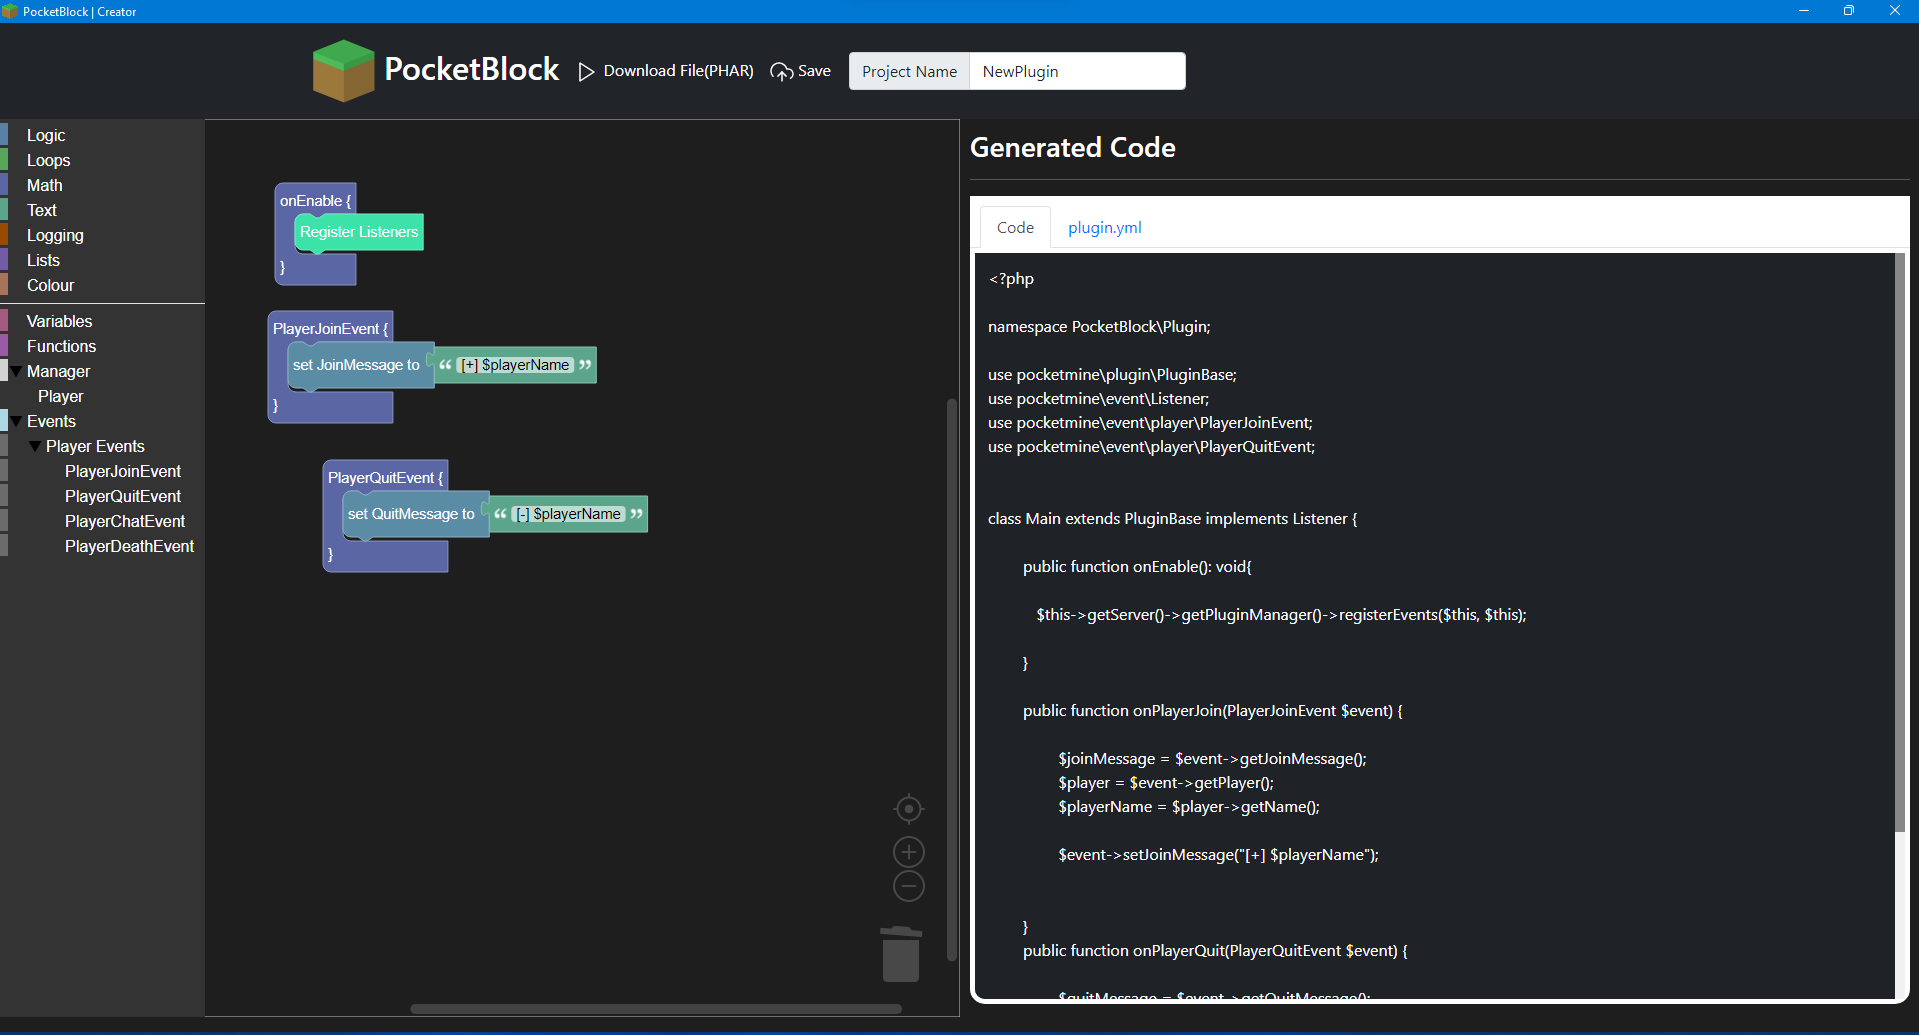 PocketBlock | Creator
PocketBlock
Download File(PHAR)
Save
Project Name
NewPlugin
Logic
Loops
Math
Text
Logging
Lists
Colour
Variables
Functions
Manager
Player
Events
Player Events
PlayerJoinEvent
PlayerQuitEvent
PlayerChatEvent
PlayerDeathEvent
onEnable {
Register Listeners
}
PlayerJoinEvent {
set JoinMessage to “ [+] $playerName ”
}
PlayerQuitEvent {
set QuitMessage to “ [-] $playerName ”
}
Generated Code
Code
plugin.yml
<?php
namespace PocketBlock\Plugin;
use pocketmine\plugin\PluginBase;
use pocketmine\event\Listener;
use pocketmine\event\player\PlayerJoinEvent;
use pocketmine\event\player\PlayerQuitEvent;
class Main extends PluginBase implements Listener {
public function onEnable(): void{
$this->getServer()->getPluginManager()->registerEvents($this, $this);
}
public function onPlayerJoin(PlayerJoinEvent $event) {
$joinMessage = $event->getJoinMessage();
$player = $event->getPlayer();
$playerName = $player->getName();
$event->setJoinMessage("[+] $playerName");
}
public function onPlayerQuit(PlayerQuitEvent $event) {
$quitMessage = $event->getQuitMessage();